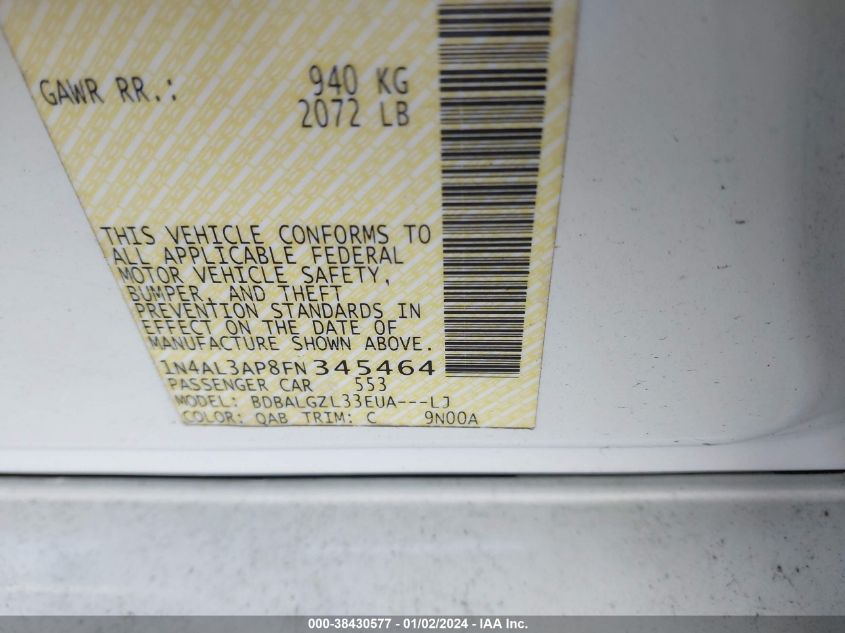 GAWR RR.: 940 KG
2072 LB
THIS VEHICLE CONFORMS TO
ALL APPLICABLE FEDERAL
MOTOR VEHICLE SAFETY,
BUMPER, AND THEFT
PREVENTION STANDARDS IN
EFFECT ON THE DATE OF
MANUFACTURE SHOWN ABOVE.
1N4AL3AP8FN345464
PASSENGER CAR 553
MODEL: BDBALGZL33EUA---LJ
COLOR: QAB TRIM: C 9N00A
000-38430577 - 01/02/2024 - IAA Inc.